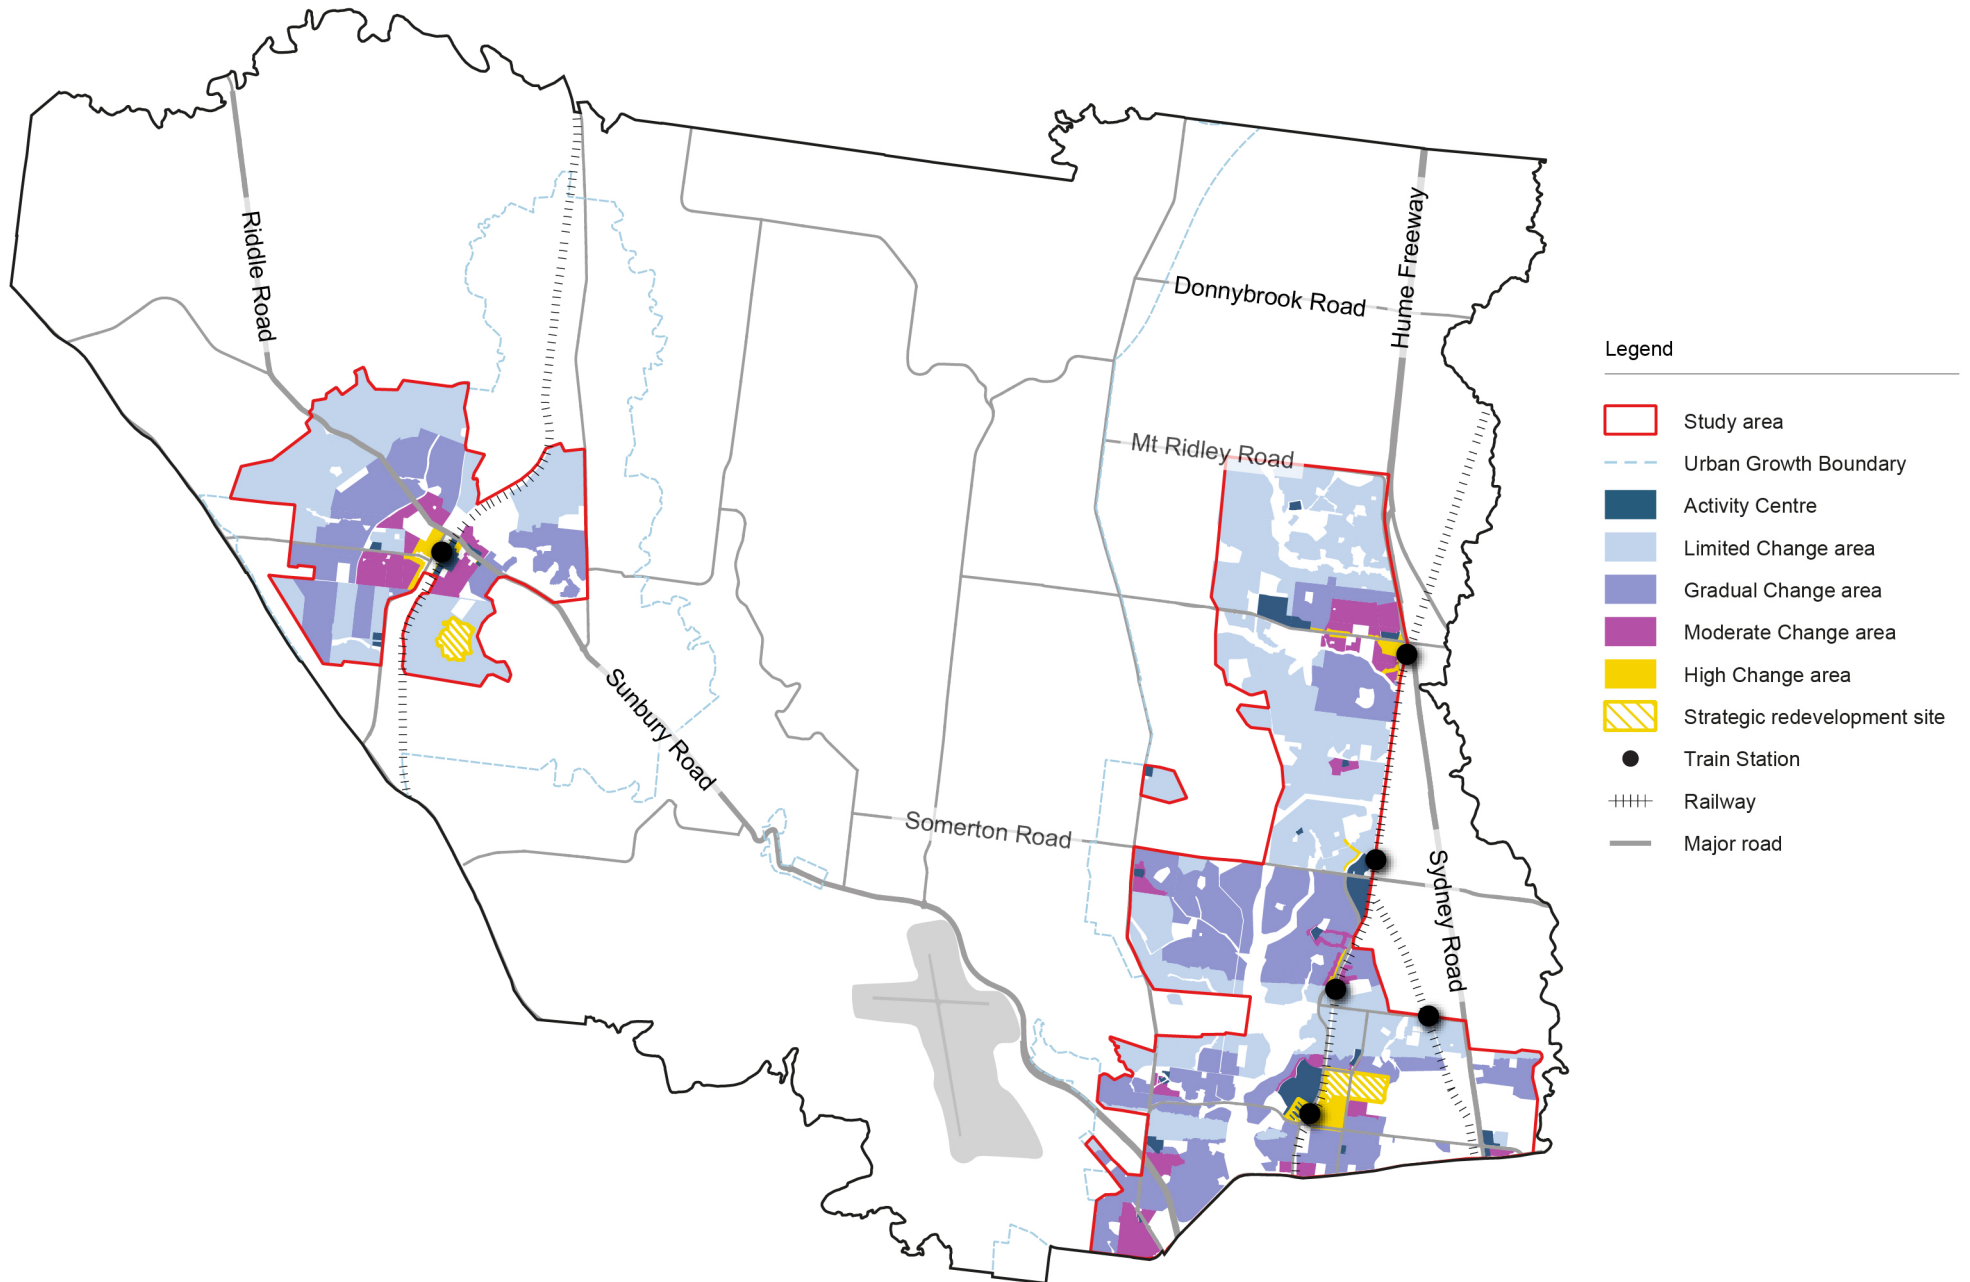 Riddle Road
Hume Freeway
Donnybrook Road
Mt Ridley Road
Sunbury Road
Somerton Road
Sydney Road
Legend
Study area
Urban Growth Boundary
Activity Centre
Limited Change area
Gradual Change area
Moderate Change area
High Change area
Strategic redevelopment site
Train Station
Railway
Major road